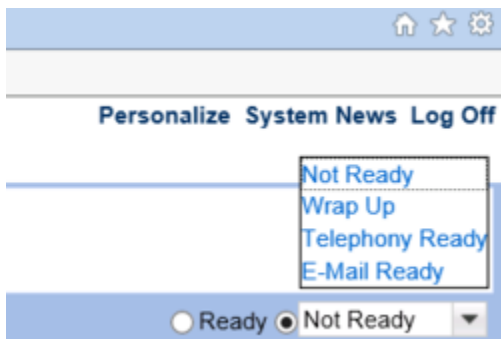 Personalize System News Log Off
Not Ready
Wrap Up
Telephony Ready
E-Mail Ready
Ready Not Ready